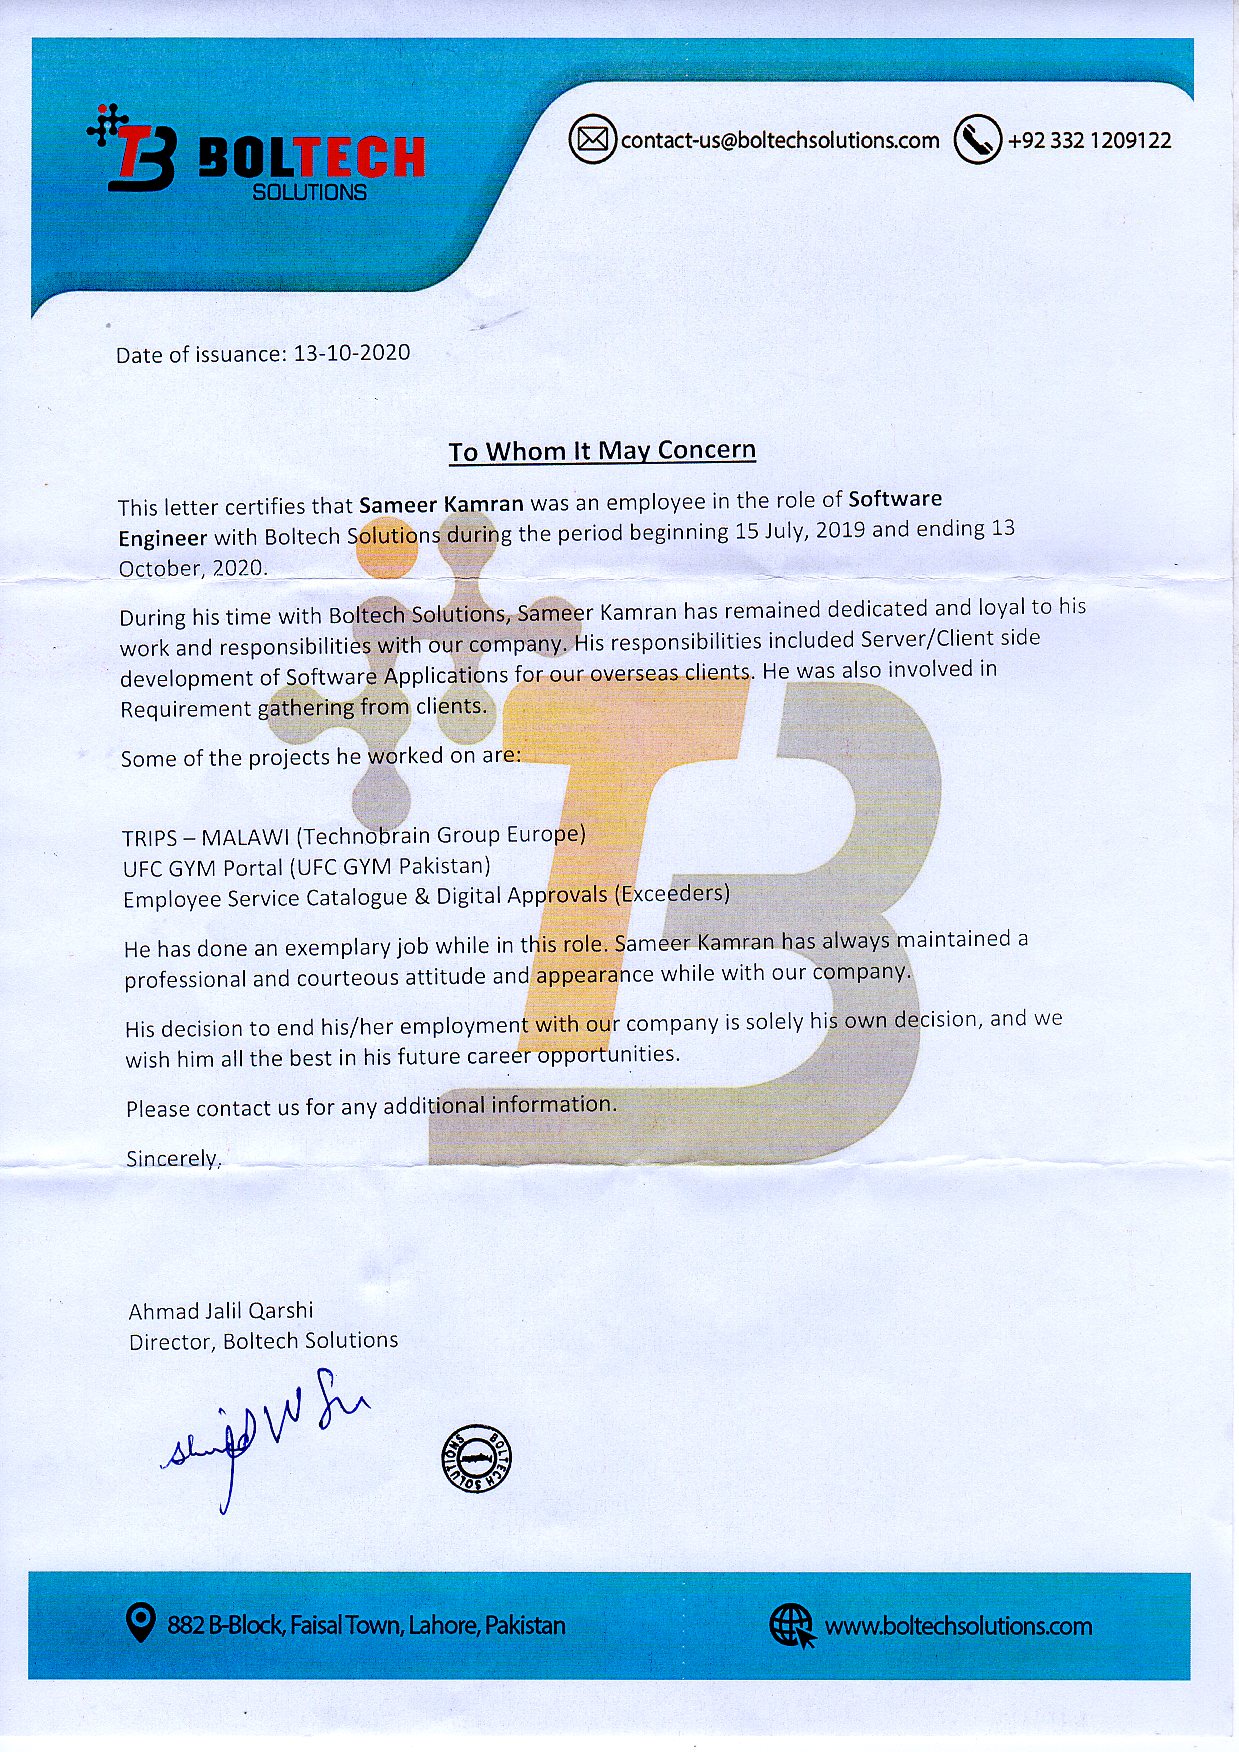 TB BOLTECH
SOLUTIONS
contact-us@boltechsolutions.com +92 332 1209122
Date of issuance: 13-10-2020
To Whom It May Concern
This letter certifies that Sameer Kamran was an employee in the role of Software
Engineer with Boltech Solutions during the period beginning 15 July, 2019 and ending 13
October, 2020.
During his time with Boltech Solutions, Sameer Kamran has remained dedicated and loyal to his
work and responsibilities with our company. His responsibilities included Server/Client side
development of Software Applications for our overseas clients. He was also involved in
Requirement gathering from clients.
Some of the projects he worked on are:
TRIPS – MALAWI (Technobrain Group Europe)
UFC GYM Portal (UFC GYM Pakistan)
Employee Service Catalogue & Digital Approvals (Exceeders)
He has done an exemplary job while in this role. Sameer Kamran has always maintained a
professional and courteous attitude and appearance while with our company.
His decision to end his/her employment with our company is solely his own decision, and we
wish him all the best in his future career opportunities.
Please contact us for any additional information.
Sincerely,
Ahmad Jalil Qarshi
Director, Boltech Solutions
BOLTECH SOLUTIONS
882 B-Block, Faisal Town, Lahore, Pakistan
www.boltechsolutions.com